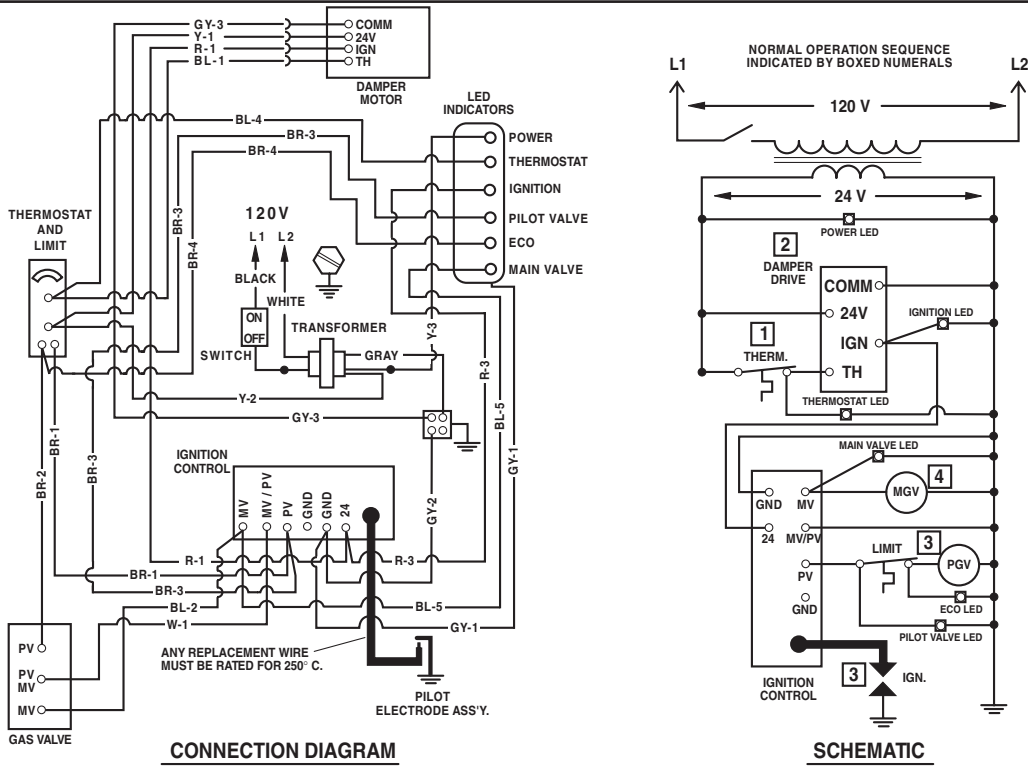 GY-3
Y-1
R-1
BL-1
COMM
24V
IGN
TH
DAMPER
MOTOR
LED
INDICATORS
POWER
THERMOSTAT
IGNITION
PILOT VALVE
ECO
MAIN VALVE
BL-4
BR-3
BR-4
THERMOSTAT
AND
LIMIT
BR-3
BR-4
120V
L1 L2
BLACK
WHITE
ON
OFF
SWITCH
TRANSFORMER
GRAY
Y-2
Y-3
R-3
GY-3
BL-5
GY-1
BR-1
BR-2
BR-3
GY-2
IGNITION
CONTROL
MV
MV / PV
PV
GND
GND
24
R-1
R-3
BR-1
BR-3
BL-2
BL-5
W-1
GY-1
ANY REPLACEMENT WIRE
MUST BE RATED FOR 250° C.
PILOT
ELECTRODE ASS'Y.
PV
PV
MV
MV
GAS VALVE
CONNECTION DIAGRAM
NORMAL OPERATION SEQUENCE
INDICATED BY BOXED NUMERALS
L1
L2
120 V
24 V
POWER LED
2
DAMPER
DRIVE
COMM
24V
IGN
TH
IGNITION LED
1
THERM.
THERMOSTAT LED
MAIN VALVE LED
4
MGV
GND
MV
24
MV/PV
LIMIT
3
PGV
PV
GND
ECO LED
PILOT VALVE LED
3
IGN.
IGNITION
CONTROL
SCHEMATIC